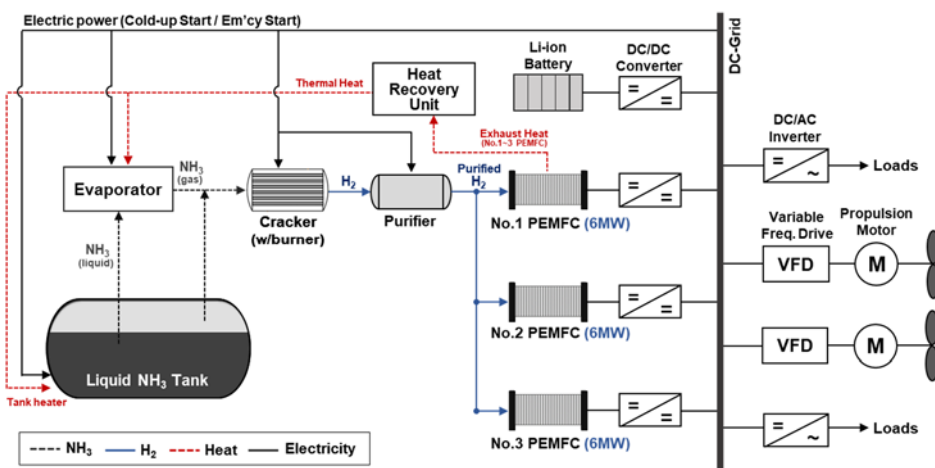 Electric power (Cold-up Start / Em'cy Start)
DC-Grid
Li-ion
Battery
DC/DC
Converter
Heat
Recovery
Unit
Thermal Heat
Exhaust Heat
(No.1~3 PEMFC)
DC/AC
Inverter
Loads
Evaporator
NH3
(gas)
H2
Purified
H2
Cracker
(w/burner)
Purifier
No.1 PEMFC (6MW)
Variable
Freq. Drive
Propulsion
Motor
VFD
M
NH3
(liquid)
No.2 PEMFC (6MW)
VFD
M
Liquid NH3 Tank
Tank heater
No.3 PEMFC (6MW)
Loads
NH3
H2
Heat
Electricity